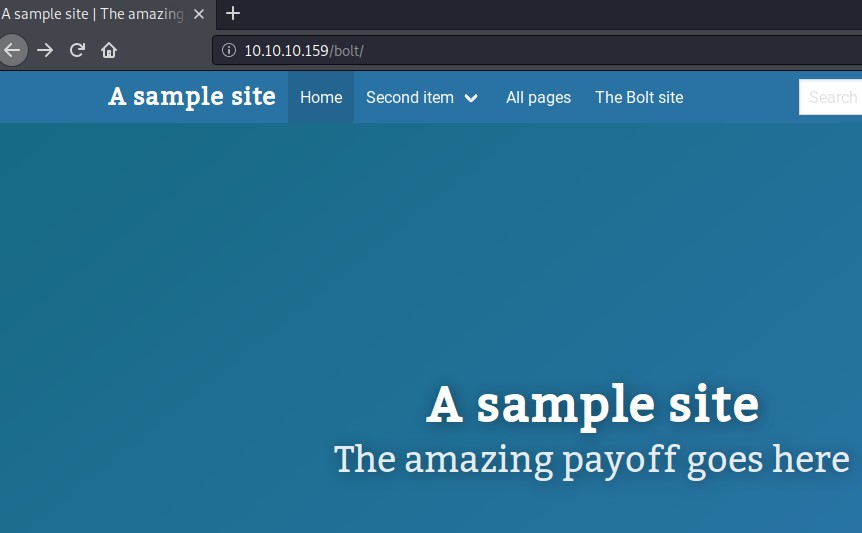 A sample site | The amazing
10.10.10.159/bolt/
A sample site Home Second item All pages The Bolt site Search
A sample site
The amazing payoff goes here